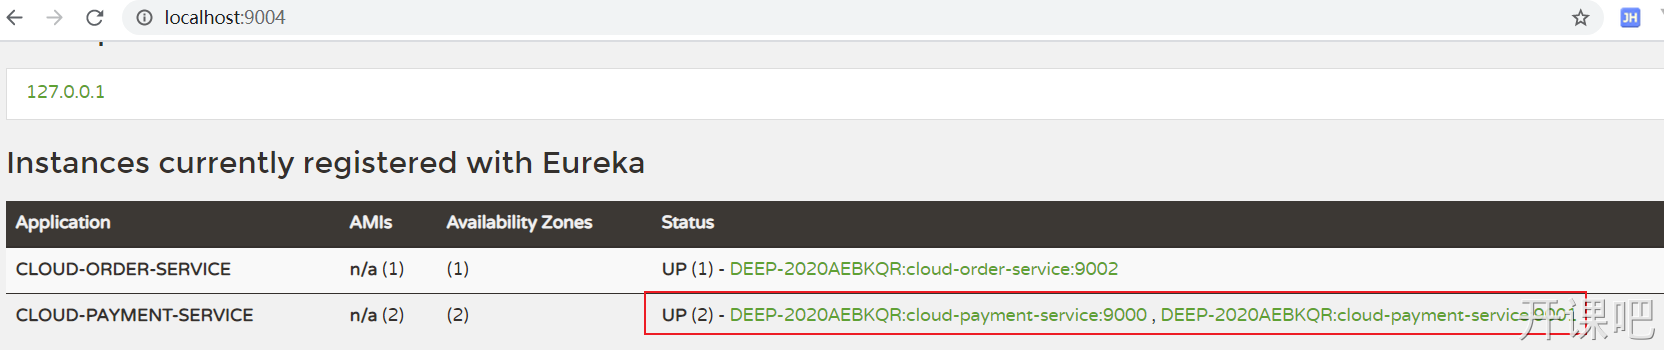 localhost:9004
JH
127.0.0.1
Instances currently registered with Eureka
Application AMIs Availability Zones Status
CLOUD-ORDER-SERVICE n/a (1) (1) UP (1) - DEEP-2020AEBKQR:cloud-order-service:9002
CLOUD-PAYMENT-SERVICE n/a (2) (2) UP (2) - DEEP-2020AEBKQR:cloud-payment-service:9000 , DEEP-2020AEBKQR:cloud-payment-service:9001
开课吧